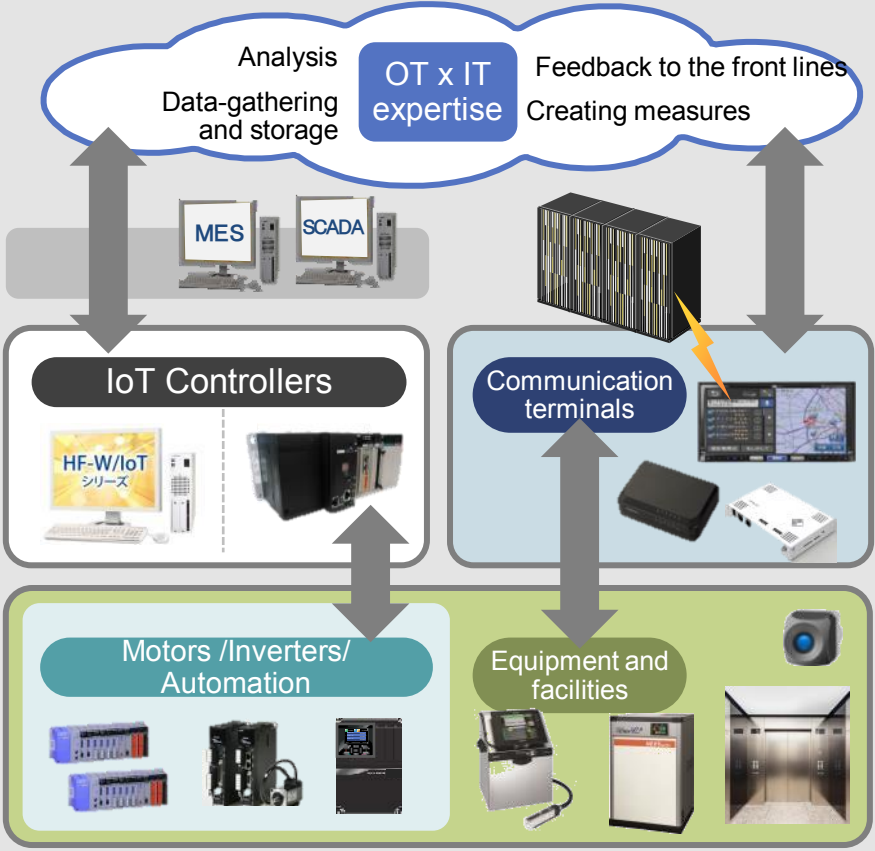 Analysis
Data-gathering
and storage
OT x IT
expertise
Feedback to the front lines
Creating measures
MES
SCADA
IoT Controllers
HF-W/IoT
シリーズ
Communication
terminals
Motors /Inverters/
Automation
Equipment and
facilities